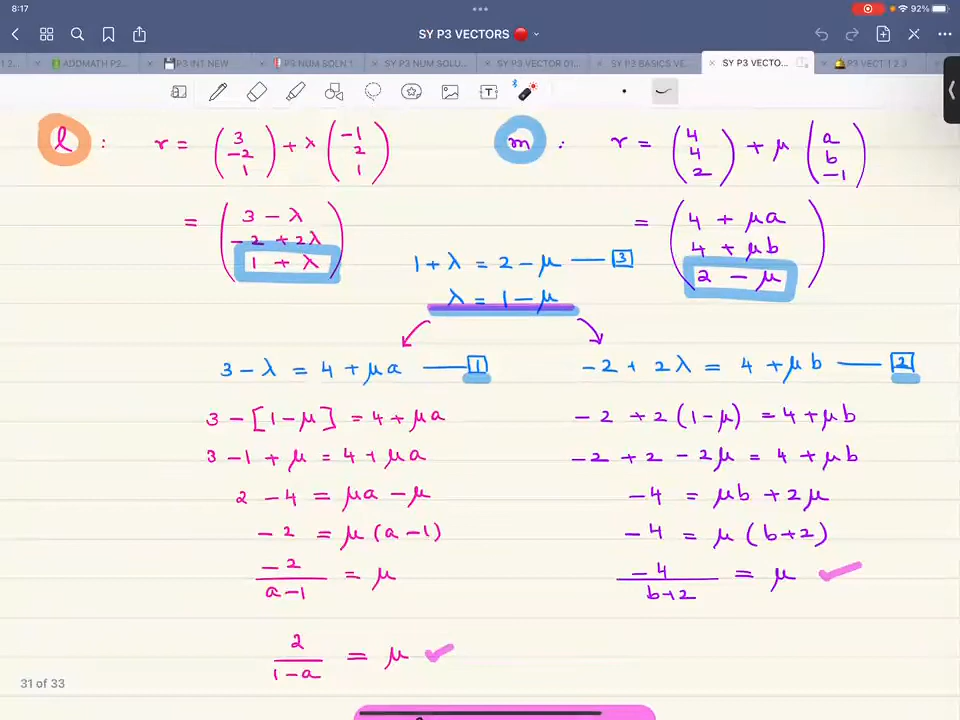 8:17
92%
SY P3 VECTORS 🔴
1 2...
ADDMATH P3...
P3 INT NEW
P3 NUM SOLN 1
SY P3 NUM SOLU...
SY P3 VECTOR 01...
SY P3 BASICS VE...
SY P3 VECTO...
P3 VECT 1 2 3
l : r = (3 -2 1) + λ (-1 2 1)
m : r = (4 4 2) + μ (a b -1)
= (3 - λ -2 + 2λ 1 + λ)
= (4 + μa 4 + μb 2 - μ)
1 + λ = 2 - μ — 3
λ = 1 - μ
3 - λ = 4 + μa — 1
3 - [1 - μ] = 4 + μa
3 - 1 + μ = 4 + μa
2 - 4 = μa - μ
-2 = μ (a - 1)
-2/(a-1) = μ
2/(1-a) = μ
-2 + 2λ = 4 + μb — 2
-2 + 2(1-μ) = 4 + μb
-2 + 2 - 2μ = 4 + μb
-4 = μb + 2μ
-4 = μ (b+2)
-4/(b+2) = μ
31 of 33